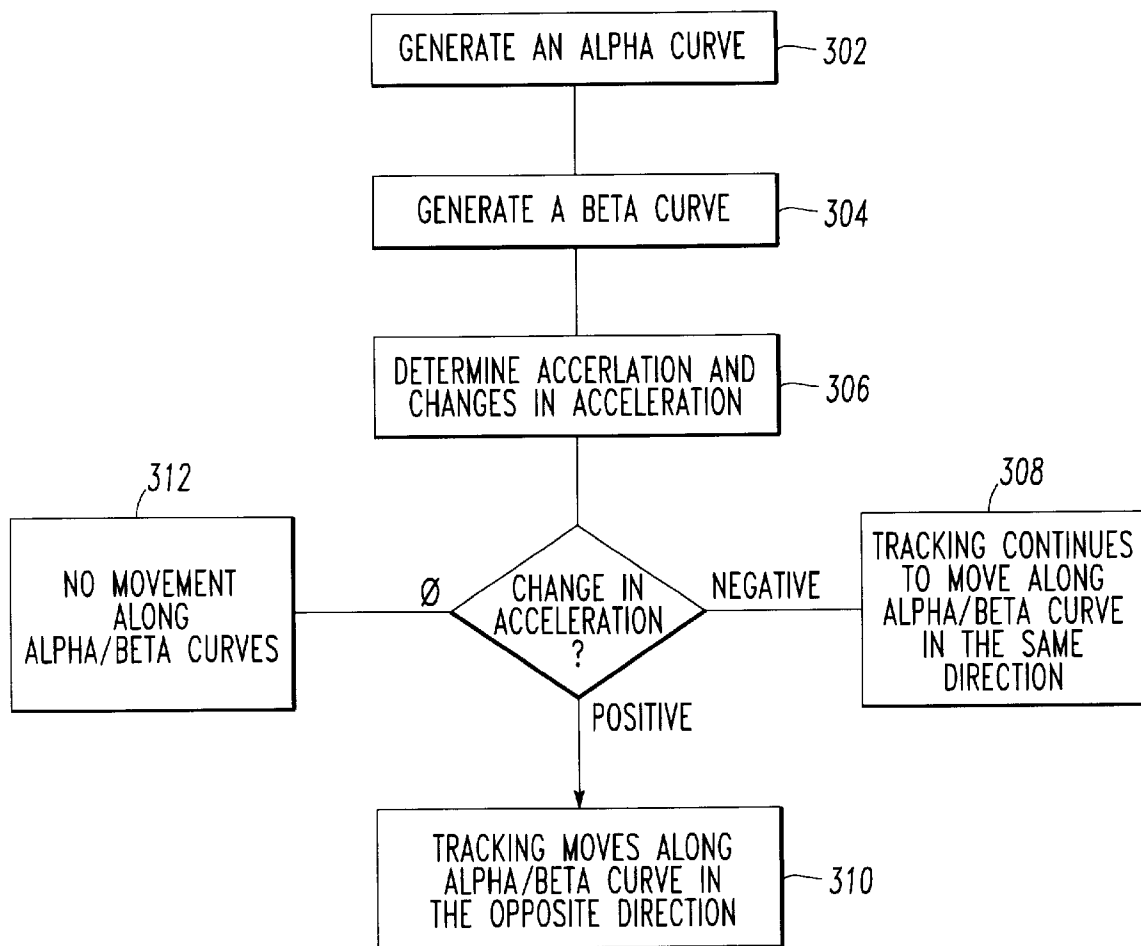 GENERATE AN ALPHA CURVE
302
GENERATE A BETA CURVE
304
DETERMINE ACCERLATION AND
CHANGES IN ACCELERATION
306
312
308
NO MOVEMENT
ALONG
ALPHA/BETA CURVES
Ø
CHANGE IN
ACCELERATION
?
NEGATIVE
TRACKING CONTINUES
TO MOVE ALONG
ALPHA/BETA CURVE
IN THE SAME
DIRECTION
POSITIVE
TRACKING MOVES ALONG
ALPHA/BETA CURVE IN
THE OPPOSITE DIRECTION
310